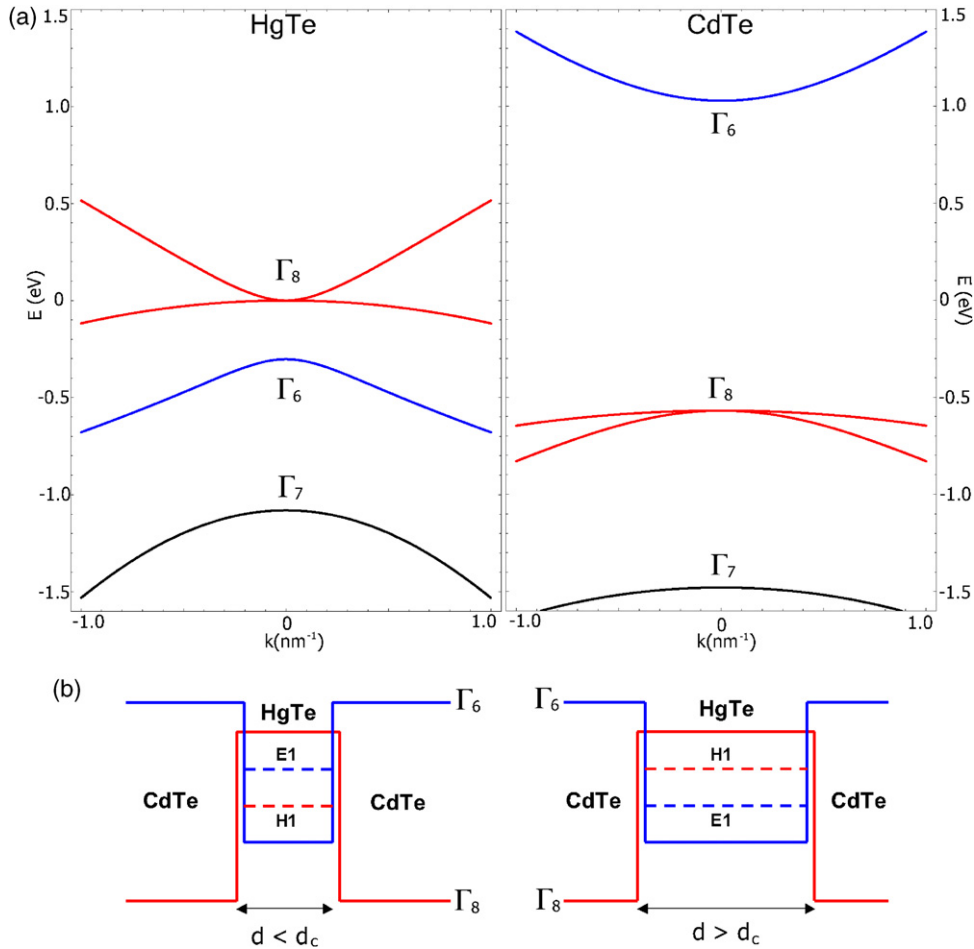 (a)
HgTe
CdTe
1.5
1.0
0.5
0
-0.5
-1.0
-1.5
E (eV)
Γ₈
Γ₆
Γ₇
-1.0 0 1.0
k(nm⁻¹)
Γ₆
Γ₈
Γ₇
1.5
1.0
0.5
0
-0.5
-1.0
-1.5
E (eV)
-1.0 0 1.0
k(nm⁻¹)
(b)
HgTe
Γ₆
E1
CdTe
CdTe
H1
Γ₈
d < dc
Γ₆
HgTe
H1
CdTe
CdTe
E1
Γ₈
d > dc